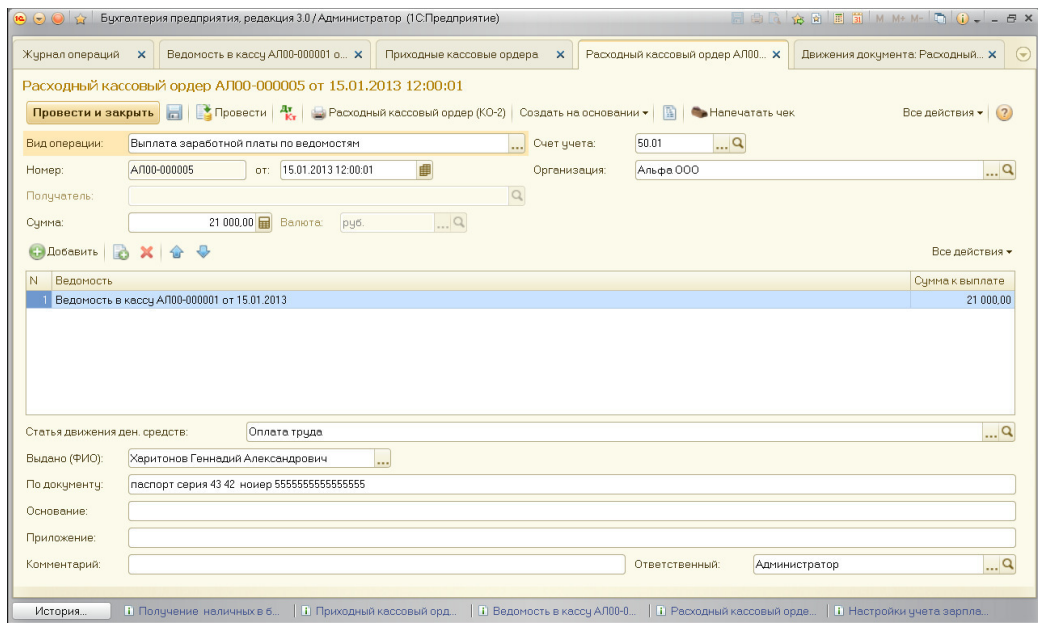 Бухгалтерия предприятия, редакция 3.0 / Администратор (1С:Предприятие) M M+ M-
Журнал операций Ведомость в кассу АЛ00-000001 о... Приходные кассовые ордера Расходный кассовый ордер АЛ00... Движения документа: Расходный...
Расходный кассовый ордер АЛ00-000005 от 15.01.2013 12:00:01
Провести и закрыть Провести Дт Кт Расходный кассовый ордер (КО-2) Создать на основании Напечатать чек Все действия
Вид операции: Выплата заработной платы по ведомостям ... Счет учета: 50.01 ...
Номер: АЛ00-000005 от: 15.01.2013 12:00:01 Организация: Альфа ООО ...
Получатель:
Сумма: 21 000,00 Валюта: руб. ...
Добавить Все действия
N Ведомость Сумма к выплате
1 Ведомость в кассу АЛ00-000001 от 15.01.2013 21 000,00
Статья движения ден. средств: Оплата труда ...
Выдано (ФИО): Харитонов Геннадий Александрович ...
По документу: паспорт серия 43 42 ноиер 5555555555555555
Основание:
Приложение:
Комментарий: Ответственный: Администратор ...
История... Получение наличных в б... Приходный кассовый орд... Ведомость в кассу АЛ00-0... Расходный кассовый орде... Настройки учета зарпла...